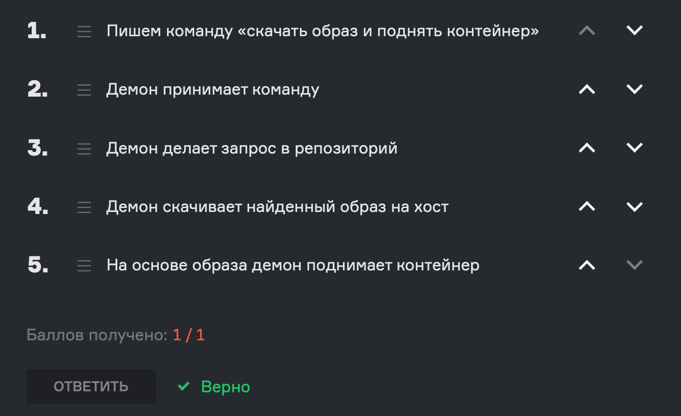 1. Пишем команду «скачать образ и поднять контейнер»
2. Демон принимает команду
3. Демон делает запрос в репозиторий
4. Демон скачивает найденный образ на хост
5. На основе образа демон поднимает контейнер
Баллов получено: 1 / 1
ОТВЕТИТЬ Верно